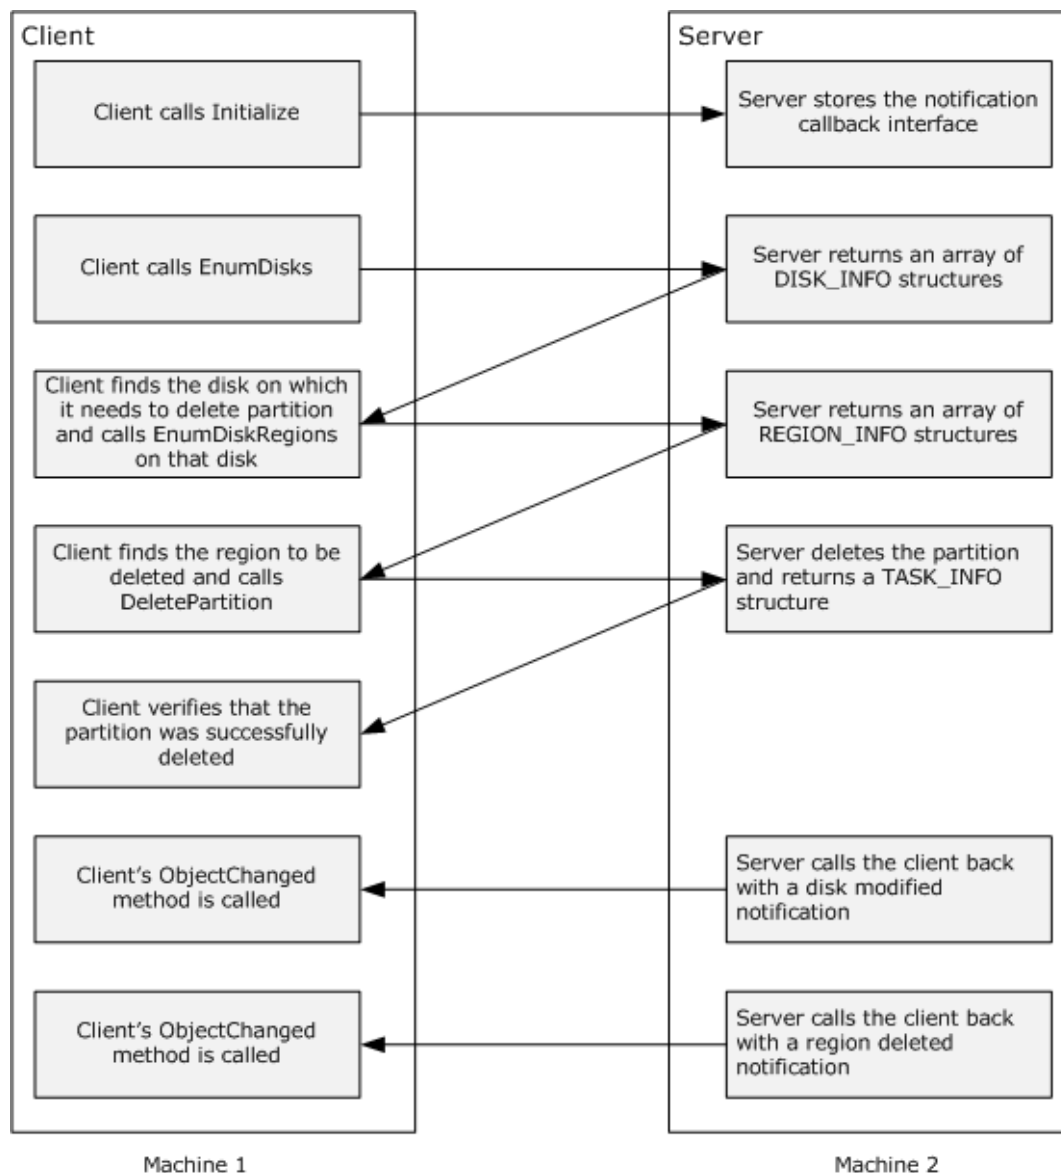 Client
Server
Client calls Initialize
Server stores the notification
callback interface
Client calls EnumDisks
Server returns an array of
DISK_INFO structures
Client finds the disk on which
it needs to delete partition
and calls EnumDiskRegions
on that disk
Server returns an array of
REGION_INFO structures
Client finds the region to be
deleted and calls
DeletePartition
Server deletes the partition
and returns a TASK_INFO
structure
Client verifies that the
partition was successfully
deleted
Client’s ObjectChanged
method is called
Server calls the client back
with a disk modified
notification
Client’s ObjectChanged
method is called
Server calls the client back
with a region deleted
notification
Machine 1
Machine 2